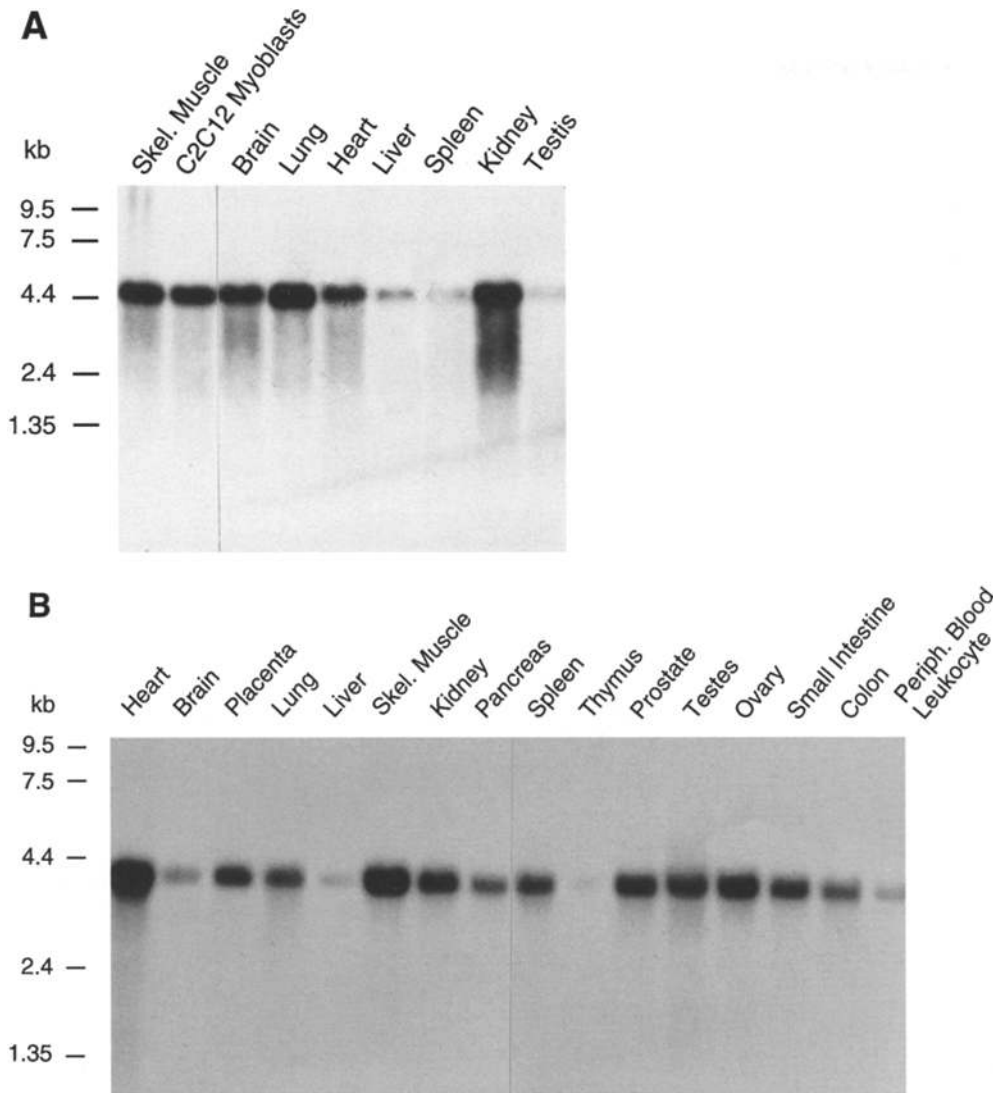 A
kb
Skel. Muscle
C2C12 Myoblasts
Brain
Lung
Heart
Liver
Spleen
Kidney
Testis
9.5
7.5
4.4
2.4
1.35
B
kb
Heart
Brain
Placenta
Lung
Liver
Skel. Muscle
Kidney
Pancreas
Spleen
Thymus
Prostate
Testes
Ovary
Small Intestine
Colon
Periph. Blood
Leukocyte
9.5
7.5
4.4
2.4
1.35